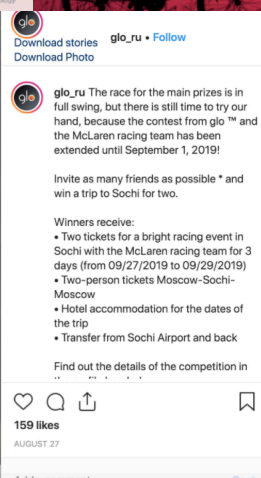 glo
glo_ru • Follow
Download stories
Download Photo
glo
glo_ru The race for the main prizes is in
full swing, but there is still time to try our
hand, because the contest from glo ™ and
the McLaren racing team has been
extended until September 1, 2019!
Invite as many friends as possible * and
win a trip to Sochi for two.
Winners receive:
• Two tickets for a bright racing event in
Sochi with the McLaren racing team for 3
days (from 09/27/2019 to 09/29/2019)
• Two-person tickets Moscow-Sochi-
Moscow
• Hotel accommodation for the dates of
the trip
• Transfer from Sochi Airport and back
Find out the details of the competition in
159 likes
AUGUST 27